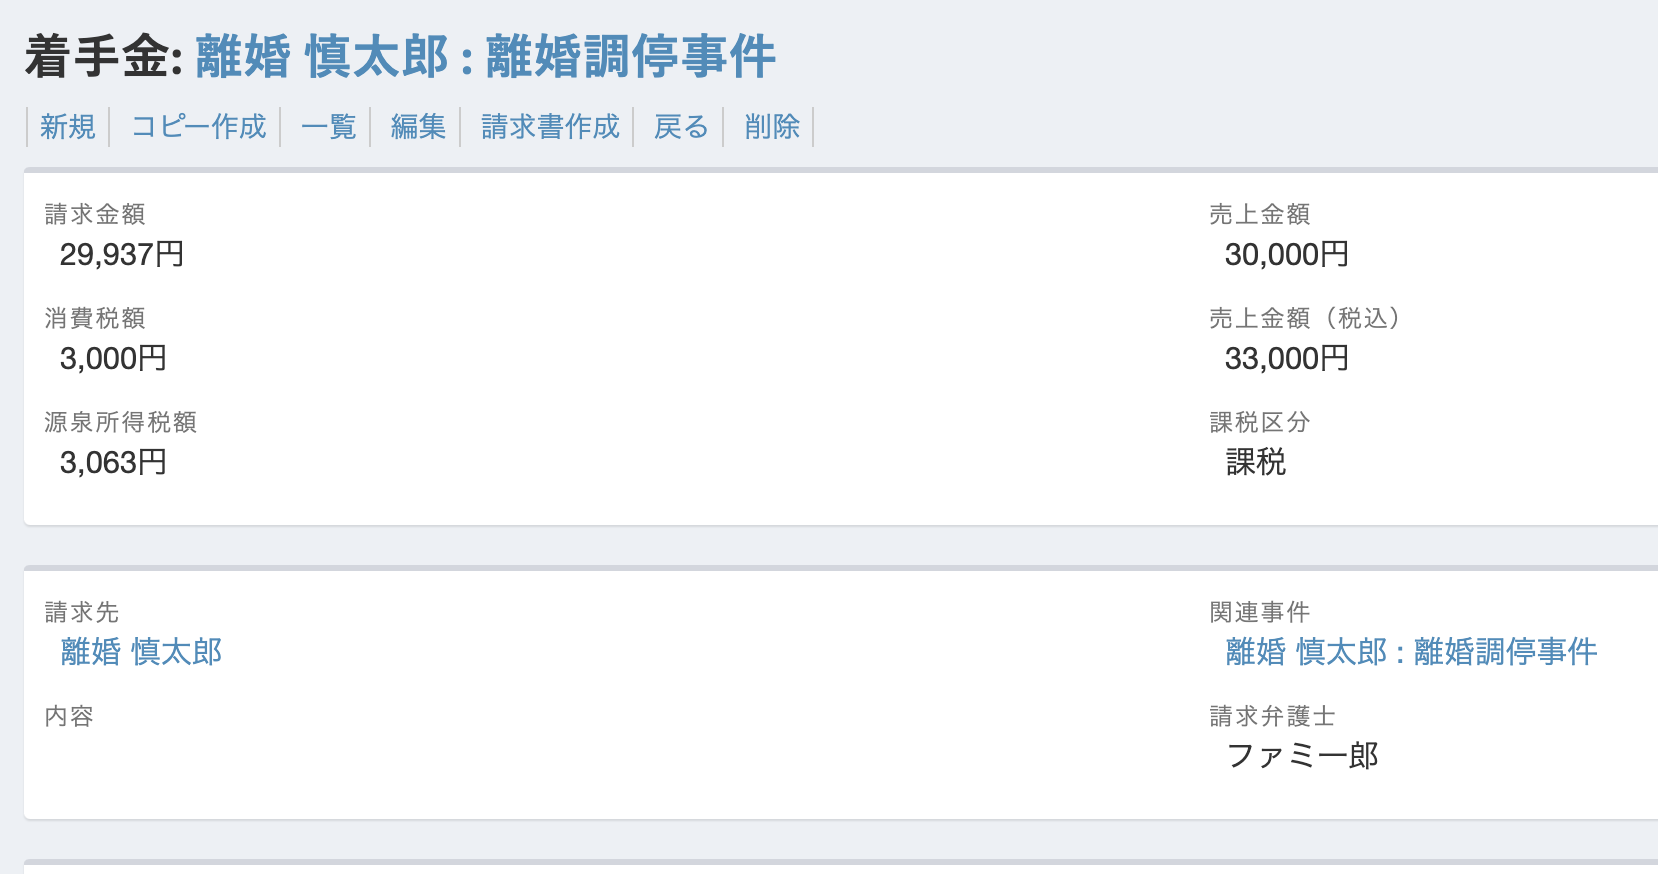 着手金: 離婚 慎太郎 : 離婚調停事件
新規 コピー作成 一覧 編集 請求書作成 戻る 削除
請求金額
29,937円
売上金額
30,000円
消費税額
3,000円
売上金額（税込）
33,000円
源泉所得税額
3,063円
課税区分
課税
請求先
離婚 慎太郎
関連事件
離婚 慎太郎 : 離婚調停事件
内容
請求弁護士
ファミ一郎